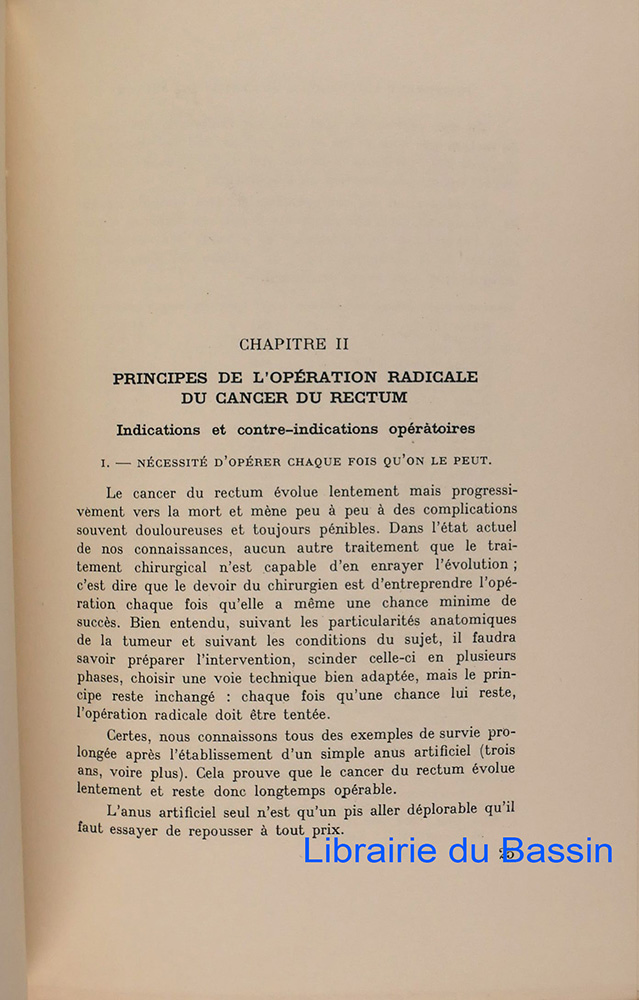 CHAPITRE II
PRINCIPES DE L'OPÉRATION RADICALE
DU CANCER DU RECTUM
Indications et contre-indications opératoires
I. — NÉCESSITÉ D'OPÉRER CHAQUE FOIS QU'ON LE PEUT.
Le cancer du rectum évolue lentement mais progressi-
vement vers la mort et mène peu à peu à des complications
souvent douloureuses et toujours pénibles. Dans l'état actuel
de nos connaissances, aucun autre traitement que le trai-
tement chirurgical n'est capable d'en enrayer l'évolution ;
c'est dire que le devoir du chirurgien est d'entreprendre l'opé-
ration chaque fois qu'elle a même une chance minime de
succès. Bien entendu, suivant les particularités anatomiques
de la tumeur et suivant les conditions du sujet, il faudra
savoir préparer l'intervention, scinder celle-ci en plusieurs
phases, choisir une voie technique bien adaptée, mais le prin-
cipe reste inchangé : chaque fois qu'une chance lui reste,
l'opération radicale doit être tentée.
Certes, nous connaissons tous des exemples de survie pro-
longée après l'établissement d'un simple anus artificiel (trois
ans, voire plus). Cela prouve que le cancer du rectum évolue
lentement et reste donc longtemps opérable.
L'anus artificiel seul n'est qu'un pis aller déplorable qu'il
faut essayer de repousser à tout prix.
Librairie du Bassin